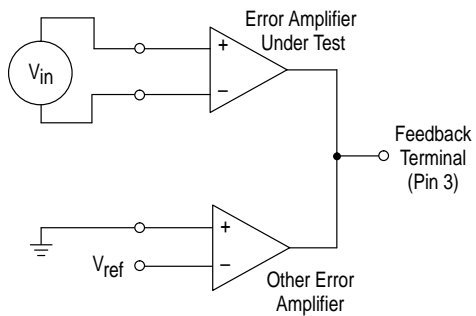 Error Amplifier
Under Test
+
Vin
–
Feedback
Terminal
(Pin 3)
+
Vref
–
Other Error
Amplifier